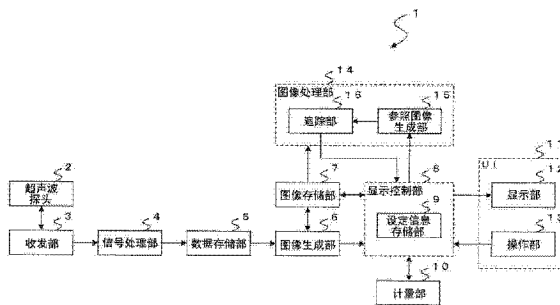 1
14
图像处理部
16
15
追踪部
参照图像
生成部
11
2
7
8
UI
12
超声波
探头
图像存储部
显示控制部
显示部
3
4
5
6
9
13
收发部
信号处理部
数据存储部
图像生成部
设定信息
存储部
操作部
10
计量部